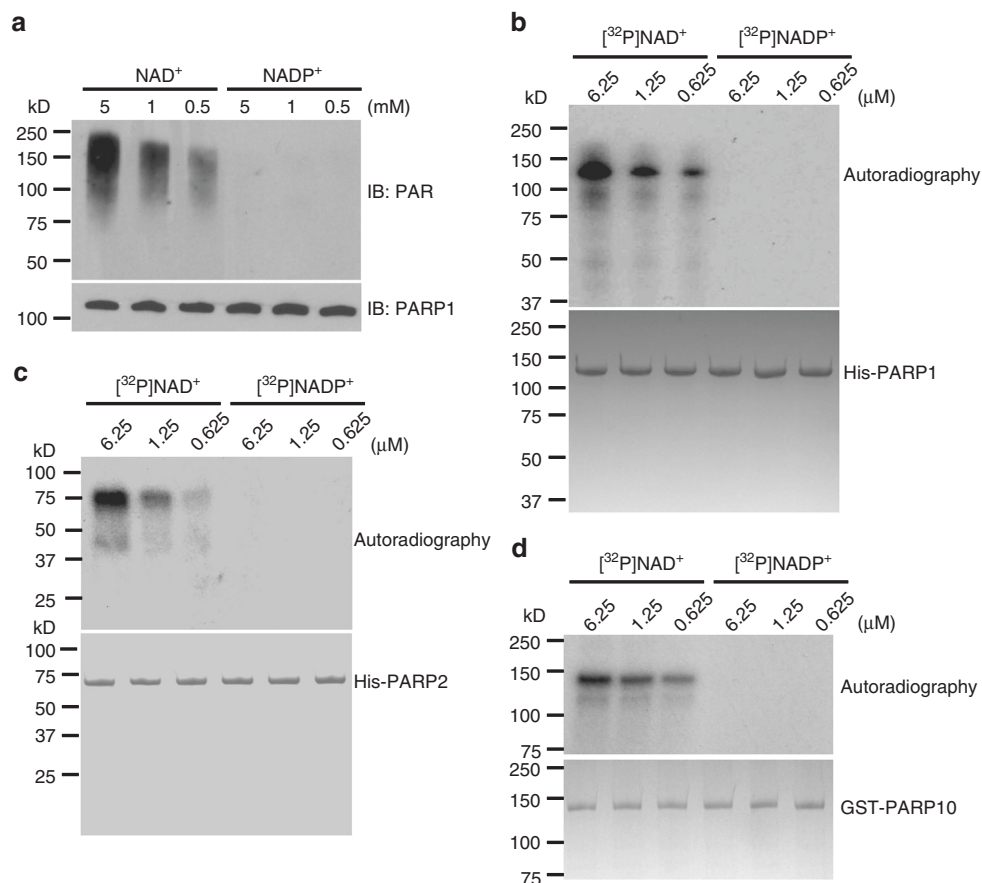 a
NAD⁺ NADP⁺
kD 5 1 0.5 5 1 0.5 (mM)
250
150
100
75
50
IB: PAR
100
IB: PARP1
b
[³²P]NAD⁺ [³²P]NADP⁺
kD 6.25 1.25 0.625 6.25 1.25 0.625 (μM)
250
150
100
75
50
37
Autoradiography
250
150
100
75
50
37
His-PARP1
c
[³²P]NAD⁺ [³²P]NADP⁺
kD 6.25 1.25 0.625 6.25 1.25 0.625 (μM)
100
75
50
37
25
Autoradiography
kD
100
75
50
37
25
His-PARP2
d
[³²P]NAD⁺ [³²P]NADP⁺
kD 6.25 1.25 0.625 6.25 1.25 0.625 (μM)
250
150
100
75
Autoradiography
250
150
100
75
GST-PARP10